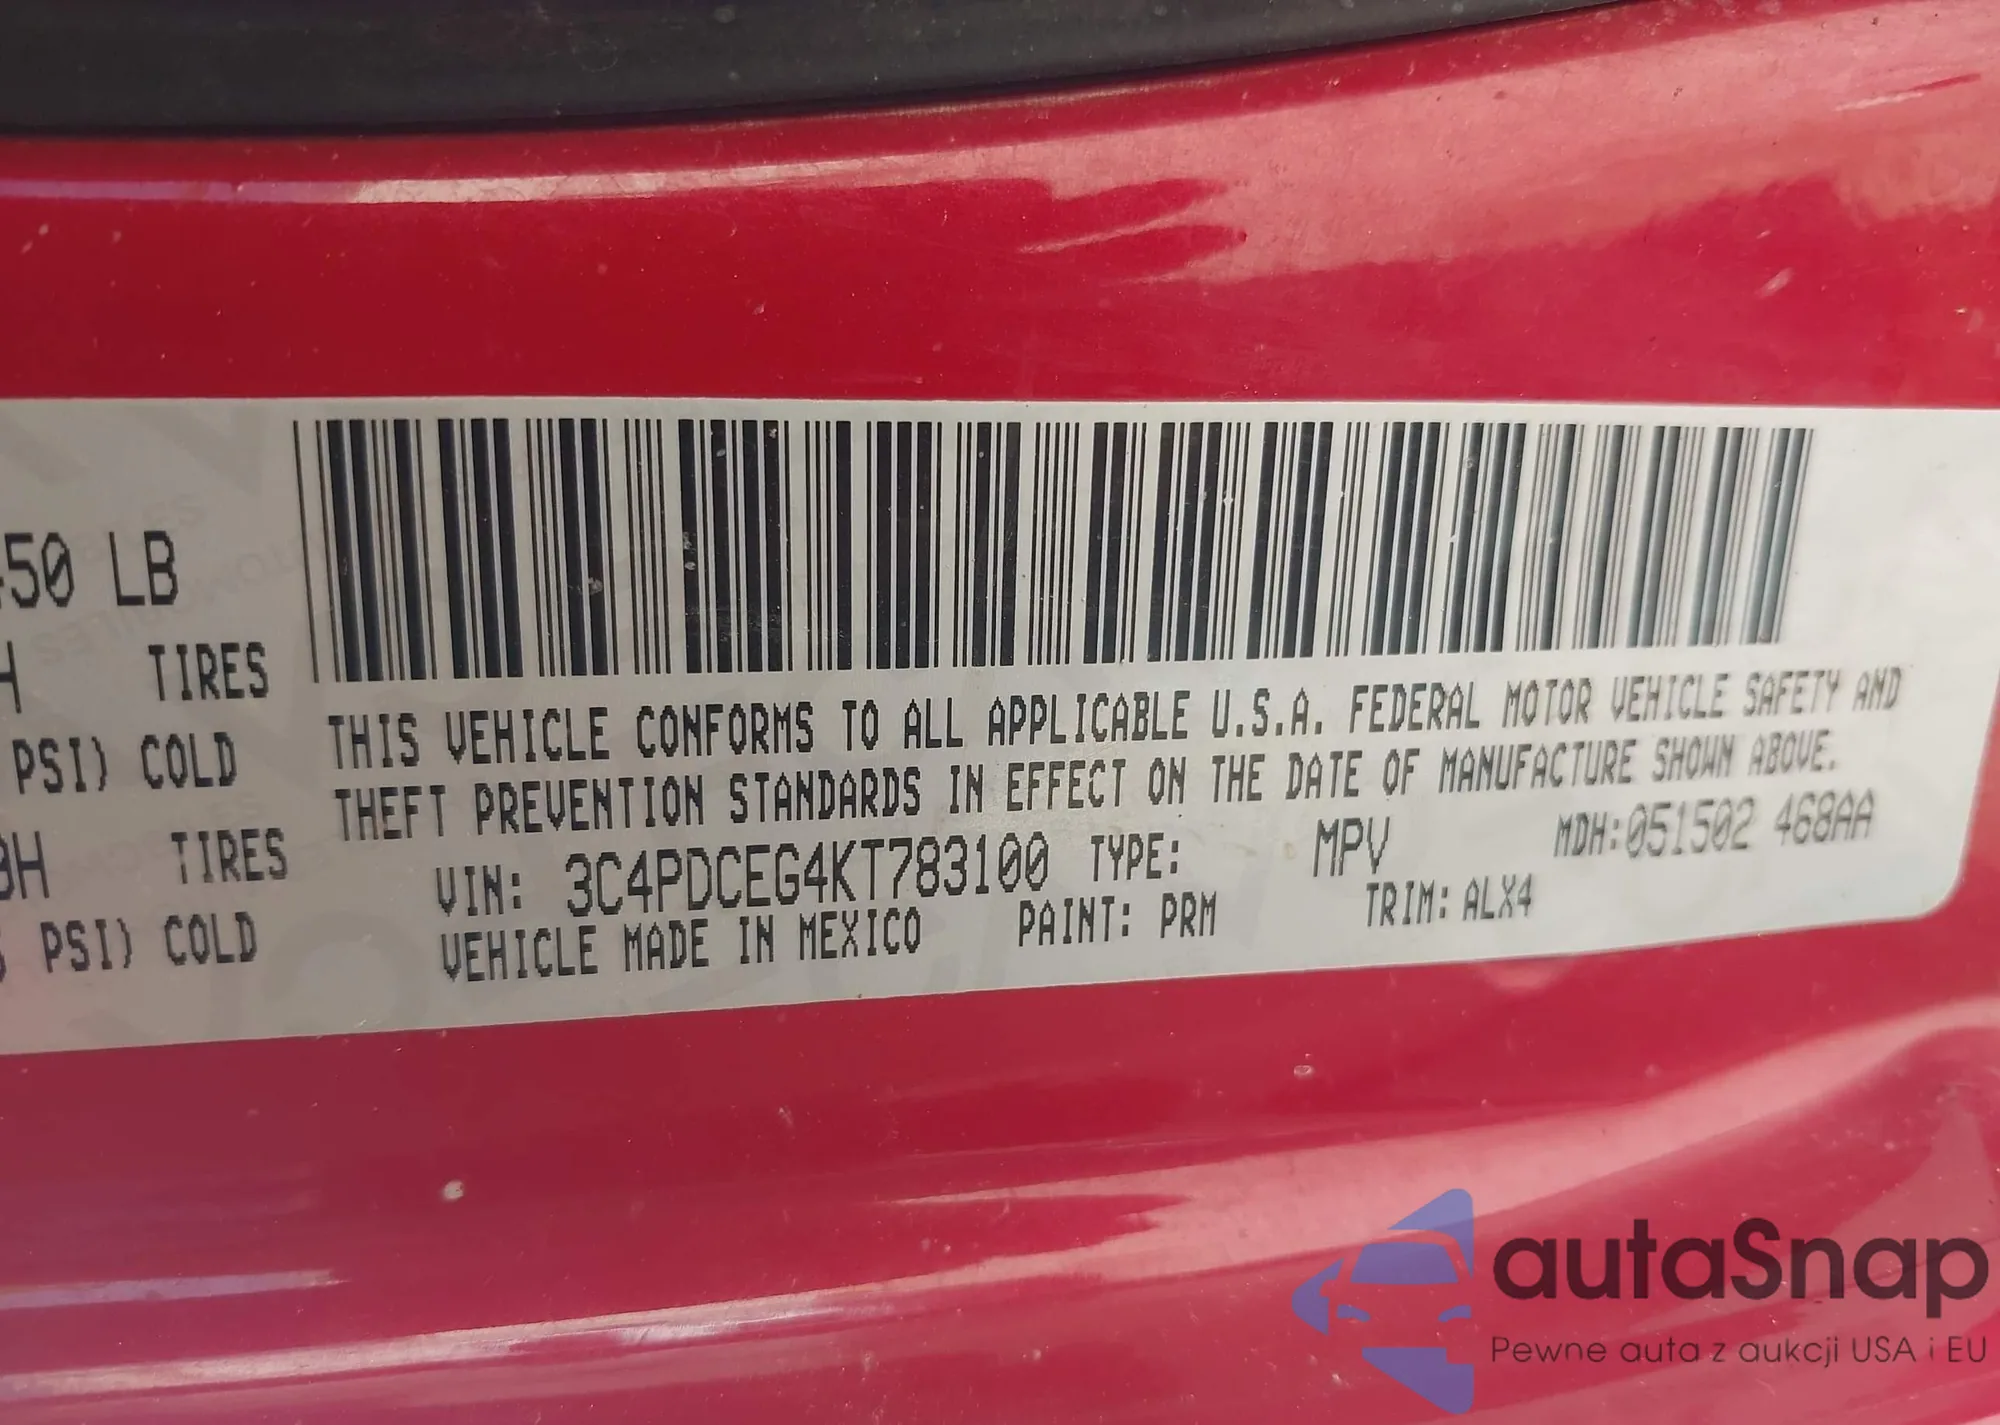 50 LB
H TIRES
PSI) COLD
0H TIRES
PSI) COLD
THIS VEHICLE CONFORMS TO ALL APPLICABLE U.S.A. FEDERAL MOTOR VEHICLE SAFETY AND
THEFT PREVENTION STANDARDS IN EFFECT ON THE DATE OF MANUFACTURE SHOWN ABOVE.
VIN: 3C4PDCEG4KT783100 TYPE: MPV MDH:051502 468AA
VEHICLE MADE IN MEXICO PAINT: PRM TRIM: ALX4
autaSnap
Pewne auta z aukcji USA i EU